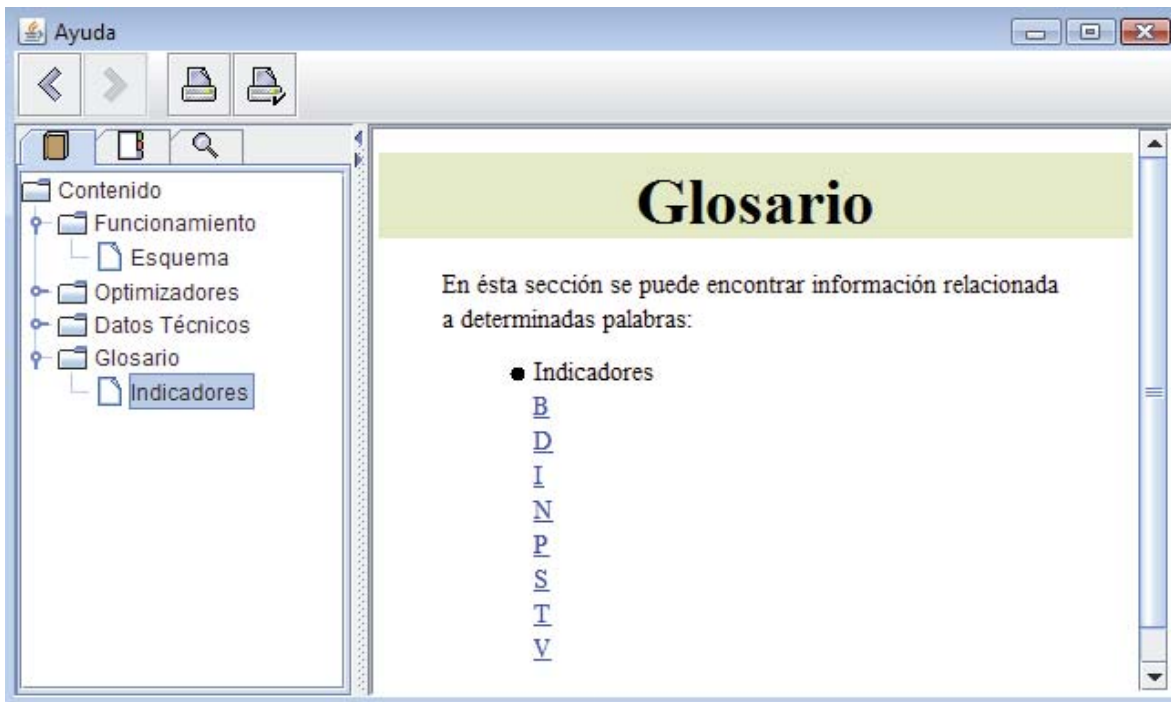 Ayuda
Contenido
Funcionamiento
Esquema
Optimizadores
Datos Técnicos
Glosario
Indicadores
Glosario
En ésta sección se puede encontrar información relacionada
a determinadas palabras:
Indicadores
B
D
I
N
P
S
T
V